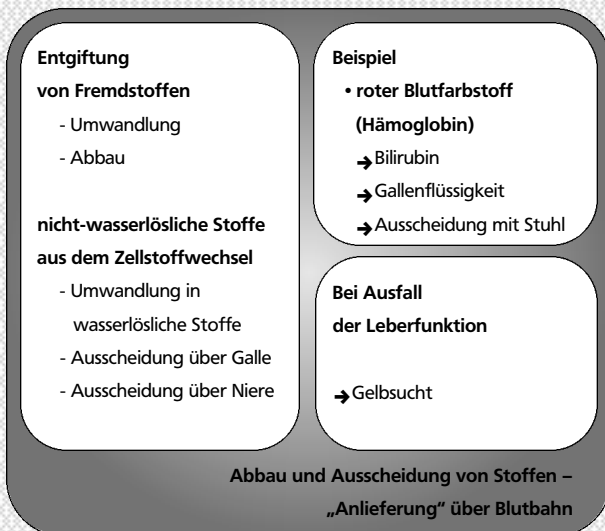 Entgiftung
von Fremdstoffen
- Umwandlung
- Abbau
nicht-wasserlösliche Stoffe
aus dem Zellstoffwechsel
- Umwandlung in
wasserlösliche Stoffe
- Ausscheidung über Galle
- Ausscheidung über Niere
Beispiel
• roter Blutfarbstoff
(Hämoglobin)
➔ Bilirubin
➔ Gallenflüssigkeit
➔ Ausscheidung mit Stuhl
Bei Ausfall
der Leberfunktion
➔ Gelbsucht
Abbau und Ausscheidung von Stoffen –
„Anlieferung“ über Blutbahn